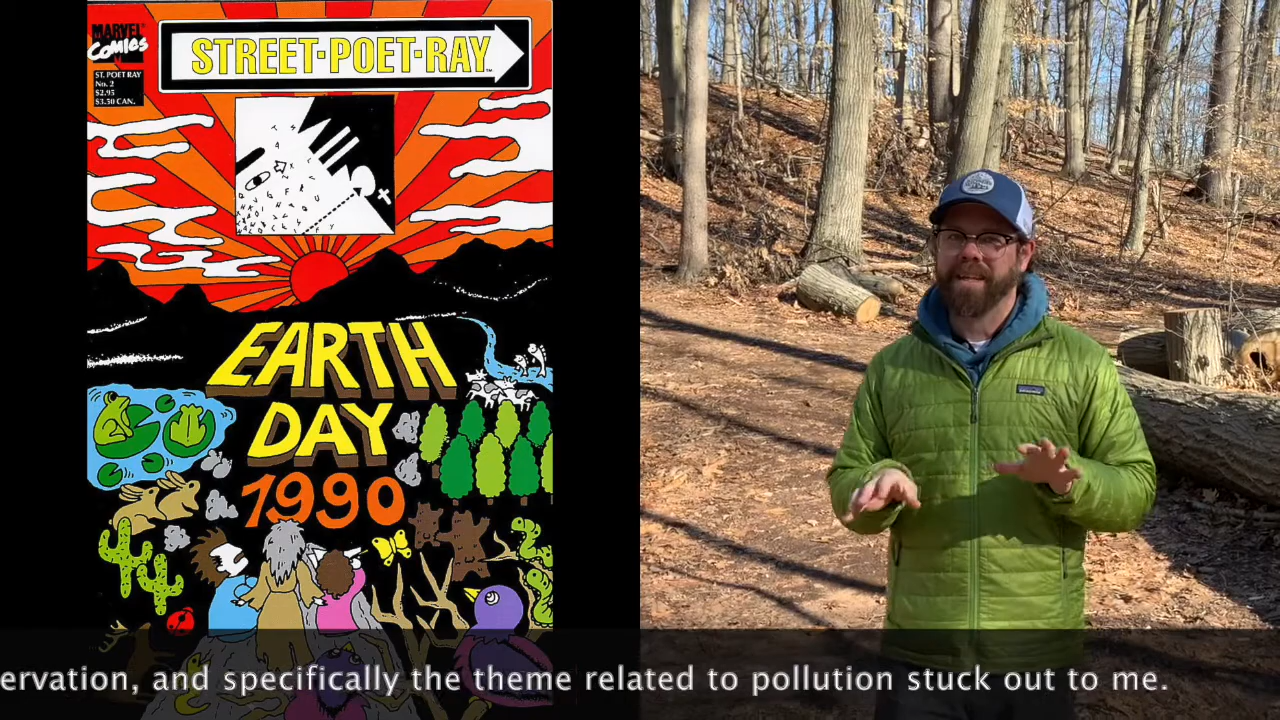 MARVEL
COMICS
ST. POET RAY
No. 2
$2.95
$3.50 CAN.
STREET·POET·RAY™
EARTH
DAY
1990
ervation, and specifically the theme related to pollution stuck out to me.